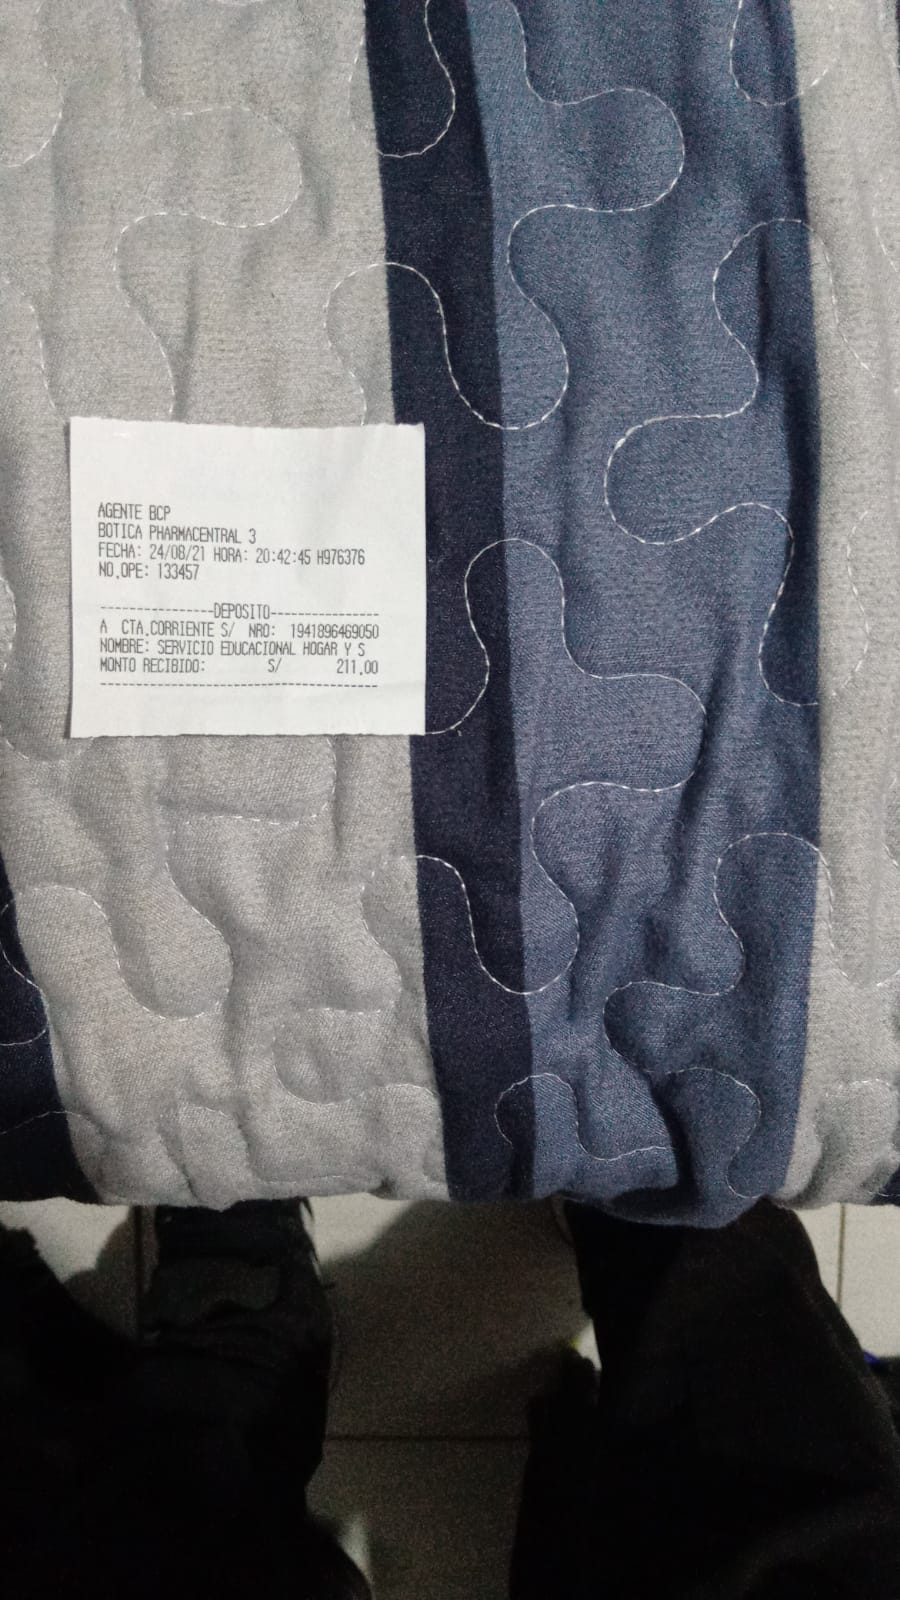 AGENTE BCP
BOTICA PHARMACENTRAL 3
FECHA: 24/08/21 HORA: 20:42:45 H976376
NO.OPE: 133457
----------------DEPOSITO----------------
A CTA.CORRIENTE S/ NRO: 1941896469050
NOMBRE: SERVICIO EDUCACIONAL HOGAR Y S
MONTO RECIBIDO: S/ 211.00
----------------------------------------